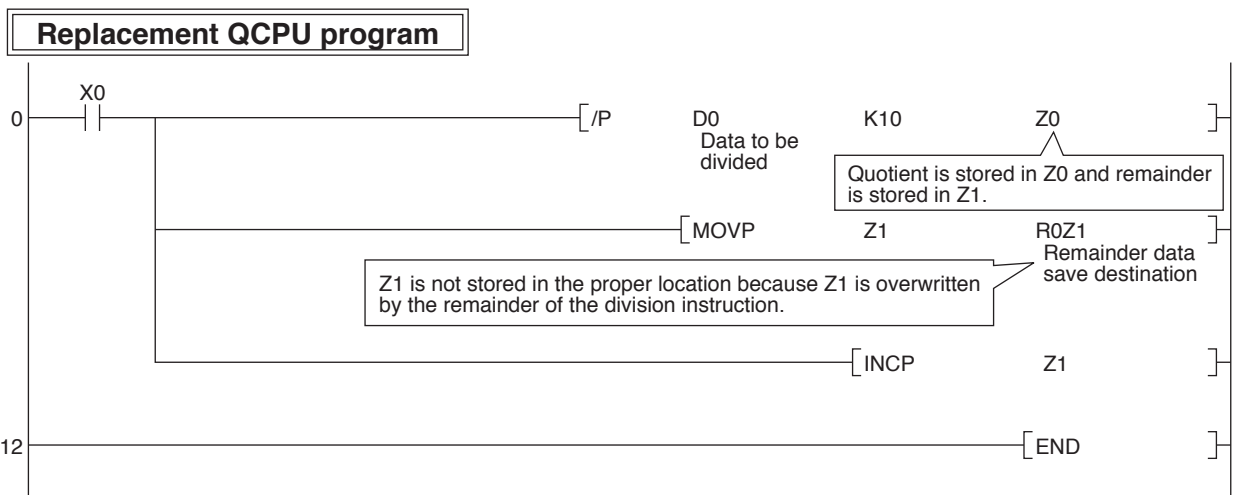 Replacement QCPU program
X0
0 /P D0 K10 Z0
Data to be
divided
Quotient is stored in Z0 and remainder
is stored in Z1.
MOVP Z1 R0Z1
Remainder data
save destination
Z1 is not stored in the proper location because Z1 is overwritten
by the remainder of the division instruction.
INCP Z1
12 END